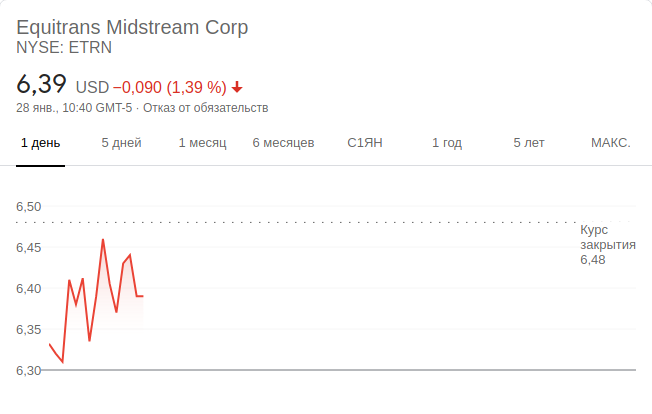 Equitrans Midstream Corp
NYSE: ETRN
6,39 USD −0,090 (1,39 %)
28 янв., 10:40 GMT-5 · Отказ от обязательств
1 день 5 дней 1 месяц 6 месяцев С1ЯН 1 год 5 лет МАКС.
6,50
Курс
закрытия
6,48
6,45
6,40
6,35
6,30